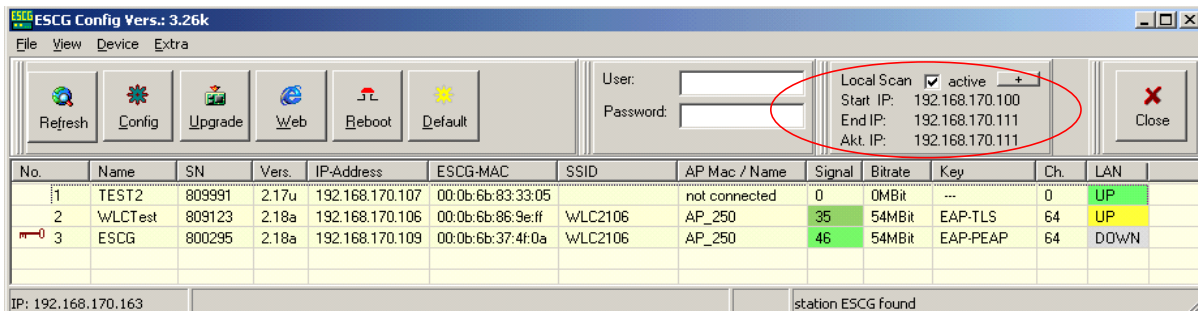 ESCG Config Vers.: 3.26k
File View Device Extra
Refresh Config Upgrade Web Reboot Default
User:
Password:
Local Scan active +
Start IP: 192.168.170.100
End IP: 192.168.170.111
Akt. IP: 192.168.170.111
Close
No. Name SN Vers. IP-Address ESCG-MAC SSID AP Mac / Name Signal Bitrate Key Ch. LAN
1 TEST2 809991 2.17u 192.168.170.107 00:0b:6b:83:33:05 not connected 0 0MBit --- 0 UP
2 WLCTest 809123 2.18a 192.168.170.106 00:0b:6b:86:9e:ff WLC2106 AP_250 35 54MBit EAP-TLS 64 UP
3 ESCG 800295 2.18a 192.168.170.109 00:0b:6b:37:4f:0a WLC2106 AP_250 46 54MBit EAP-PEAP 64 DOWN
IP: 192.168.170.163 station ESCG found